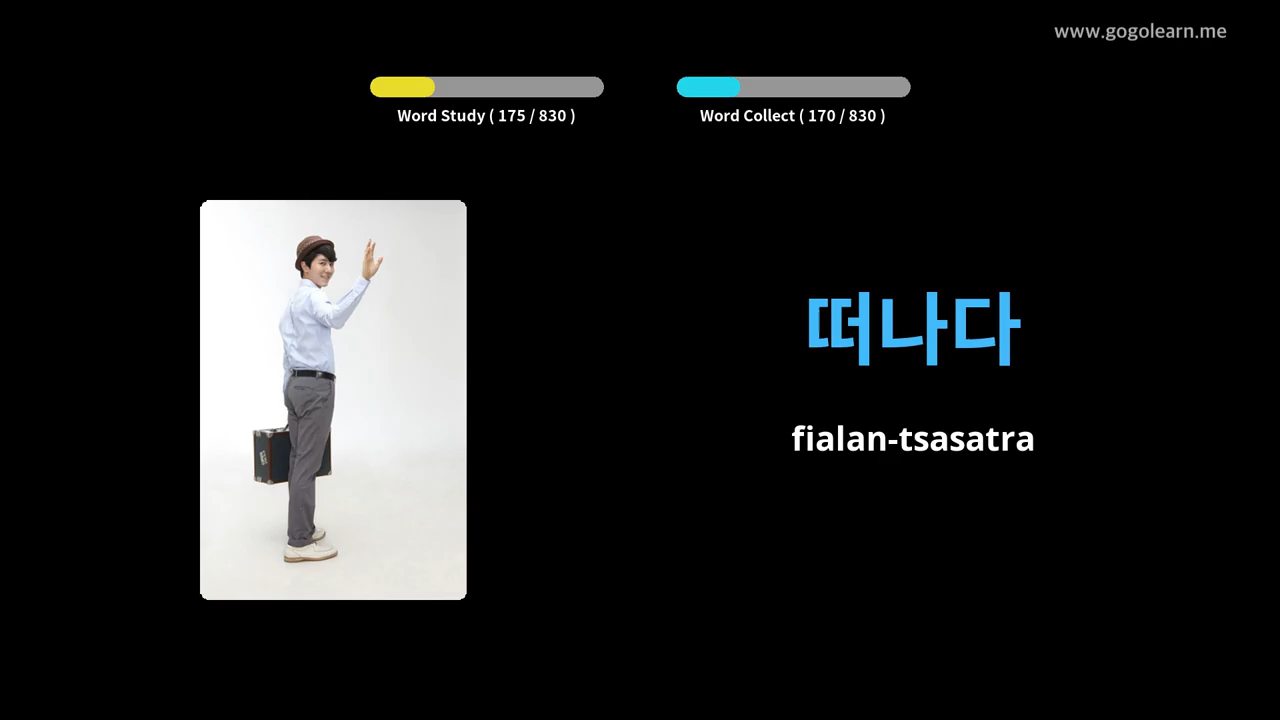 www.gogolearn.me
Word Study ( 175 / 830 )
Word Collect ( 170 / 830 )
떠나다
fialan-tsasatra